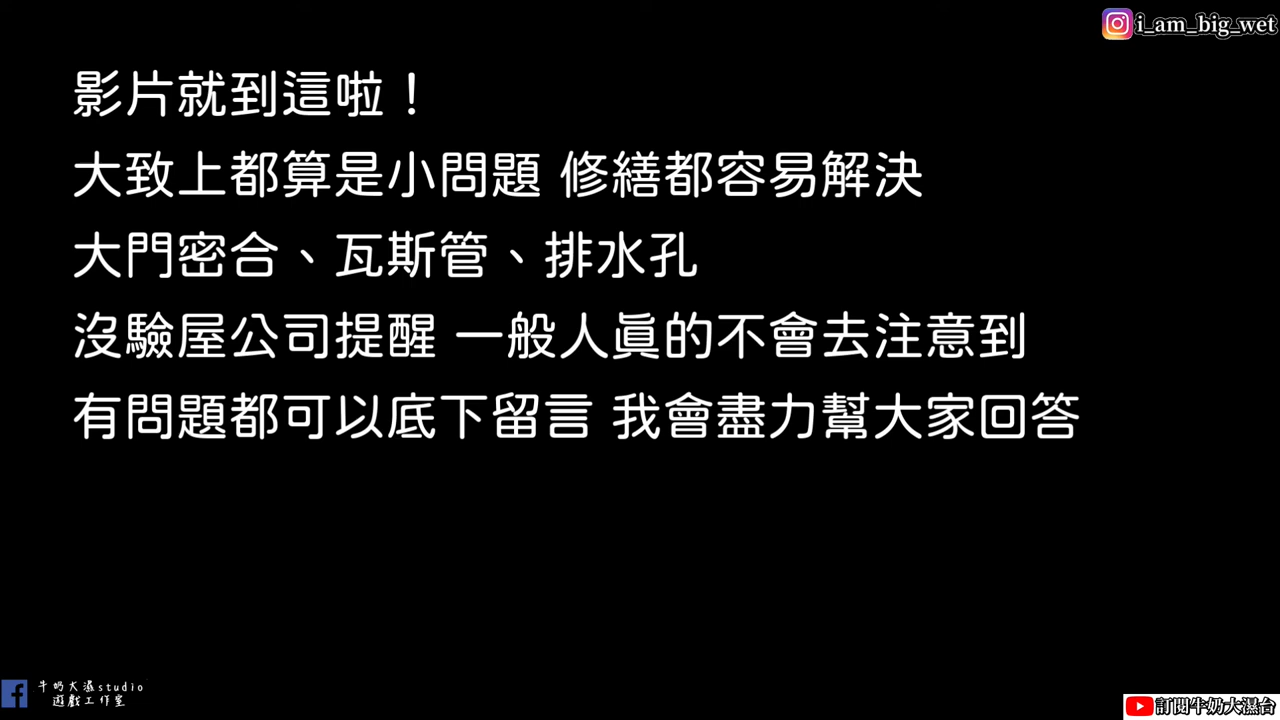 i_am_big_wet
影片就到這啦！
大致上都算是小問題 修繕都容易解決
大門密合、瓦斯管、排水孔
沒驗屋公司提醒 一般人真的不會去注意到
有問題都可以底下留言 我會盡力幫大家回答
牛奶大濕studio
遊戲工作室
訂閱牛奶大濕台